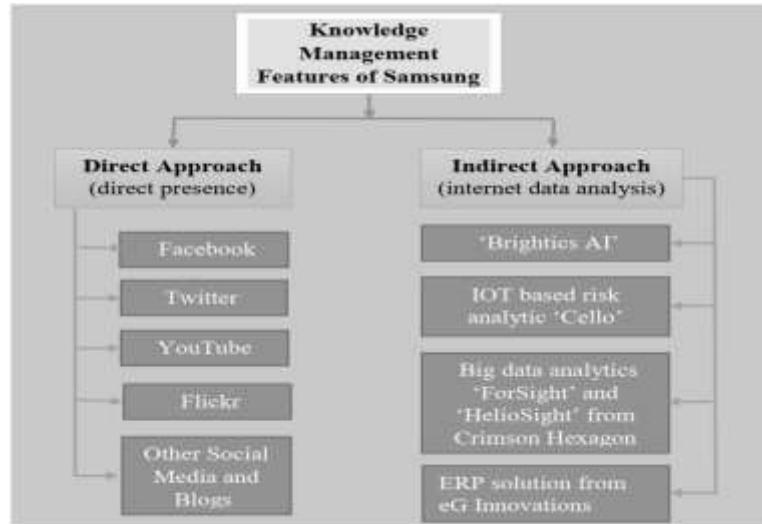 Knowledge
Management
Features of Samsung
Direct Approach
(direct presence)
Facebook
Twitter
YouTube
Flickr
Other Social
Media and
Blogs
Indirect Approach
(internet data analysis)
‘Brightics AI’
IOT based risk
analytic ‘Cello’
Big data analytics
‘ForSight’ and
‘HelioSight’ from
Crimson Hexagon
ERP solution from
eG Innovations